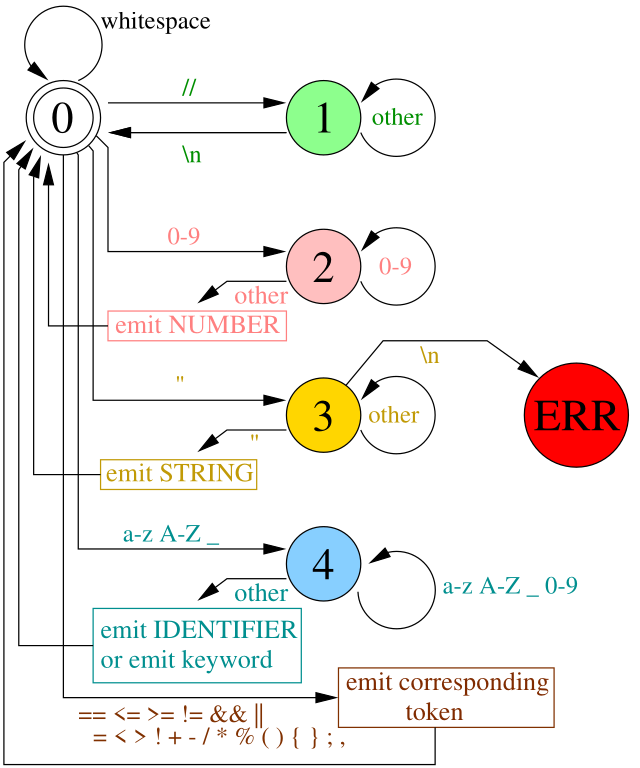 whitespace
0
//
1
other
\n
0-9
2
0-9
other
emit NUMBER
\n
"
3
other
ERR
"
emit STRING
a-z A-Z _
4
a-z A-Z _ 0-9
other
emit IDENTIFIER
or emit keyword
emit corresponding
token
== <= >= != && ||
= < > ! + - / * % ( ) { } ; ,